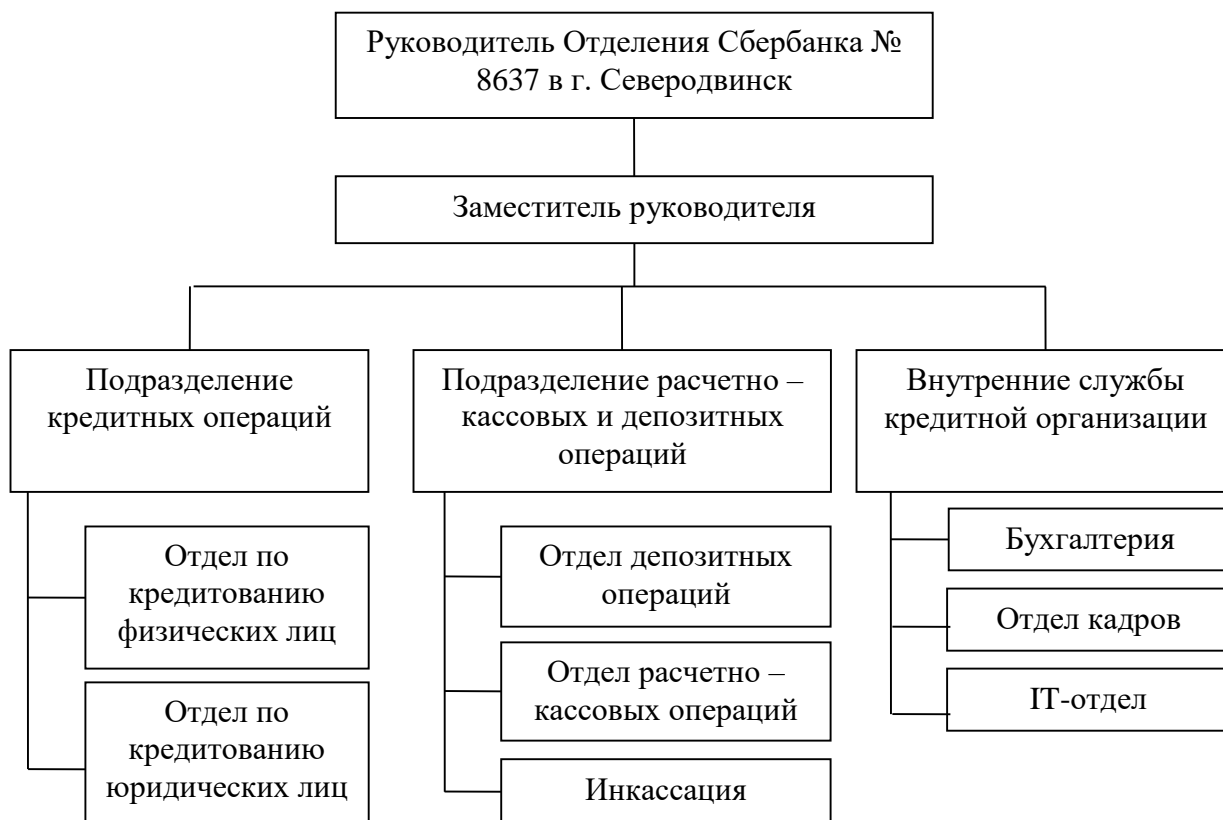 Руководитель Отделения Сбербанка №
8637 в г. Северодвинск
Заместитель руководителя
Подразделение
кредитных операций
Подразделение расчетно –
кассовых и депозитных
операций
Внутренние службы
кредитной организации
Отдел по
кредитованию
физических лиц
Отдел по
кредитованию
юридических лиц
Отдел депозитных
операций
Отдел расчетно –
кассовых операций
Инкассация
Бухгалтерия
Отдел кадров
IT-отдел